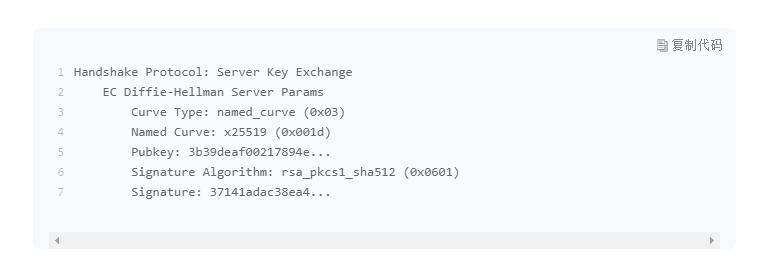 复制代码
1 Handshake Protocol: Server Key Exchange
2 EC Diffie-Hellman Server Params
3 Curve Type: named_curve (0x03)
4 Named Curve: x25519 (0x001d)
5 Pubkey: 3b39deaf00217894e...
6 Signature Algorithm: rsa_pkcs1_sha512 (0x0601)
7 Signature: 37141adac38ea4...